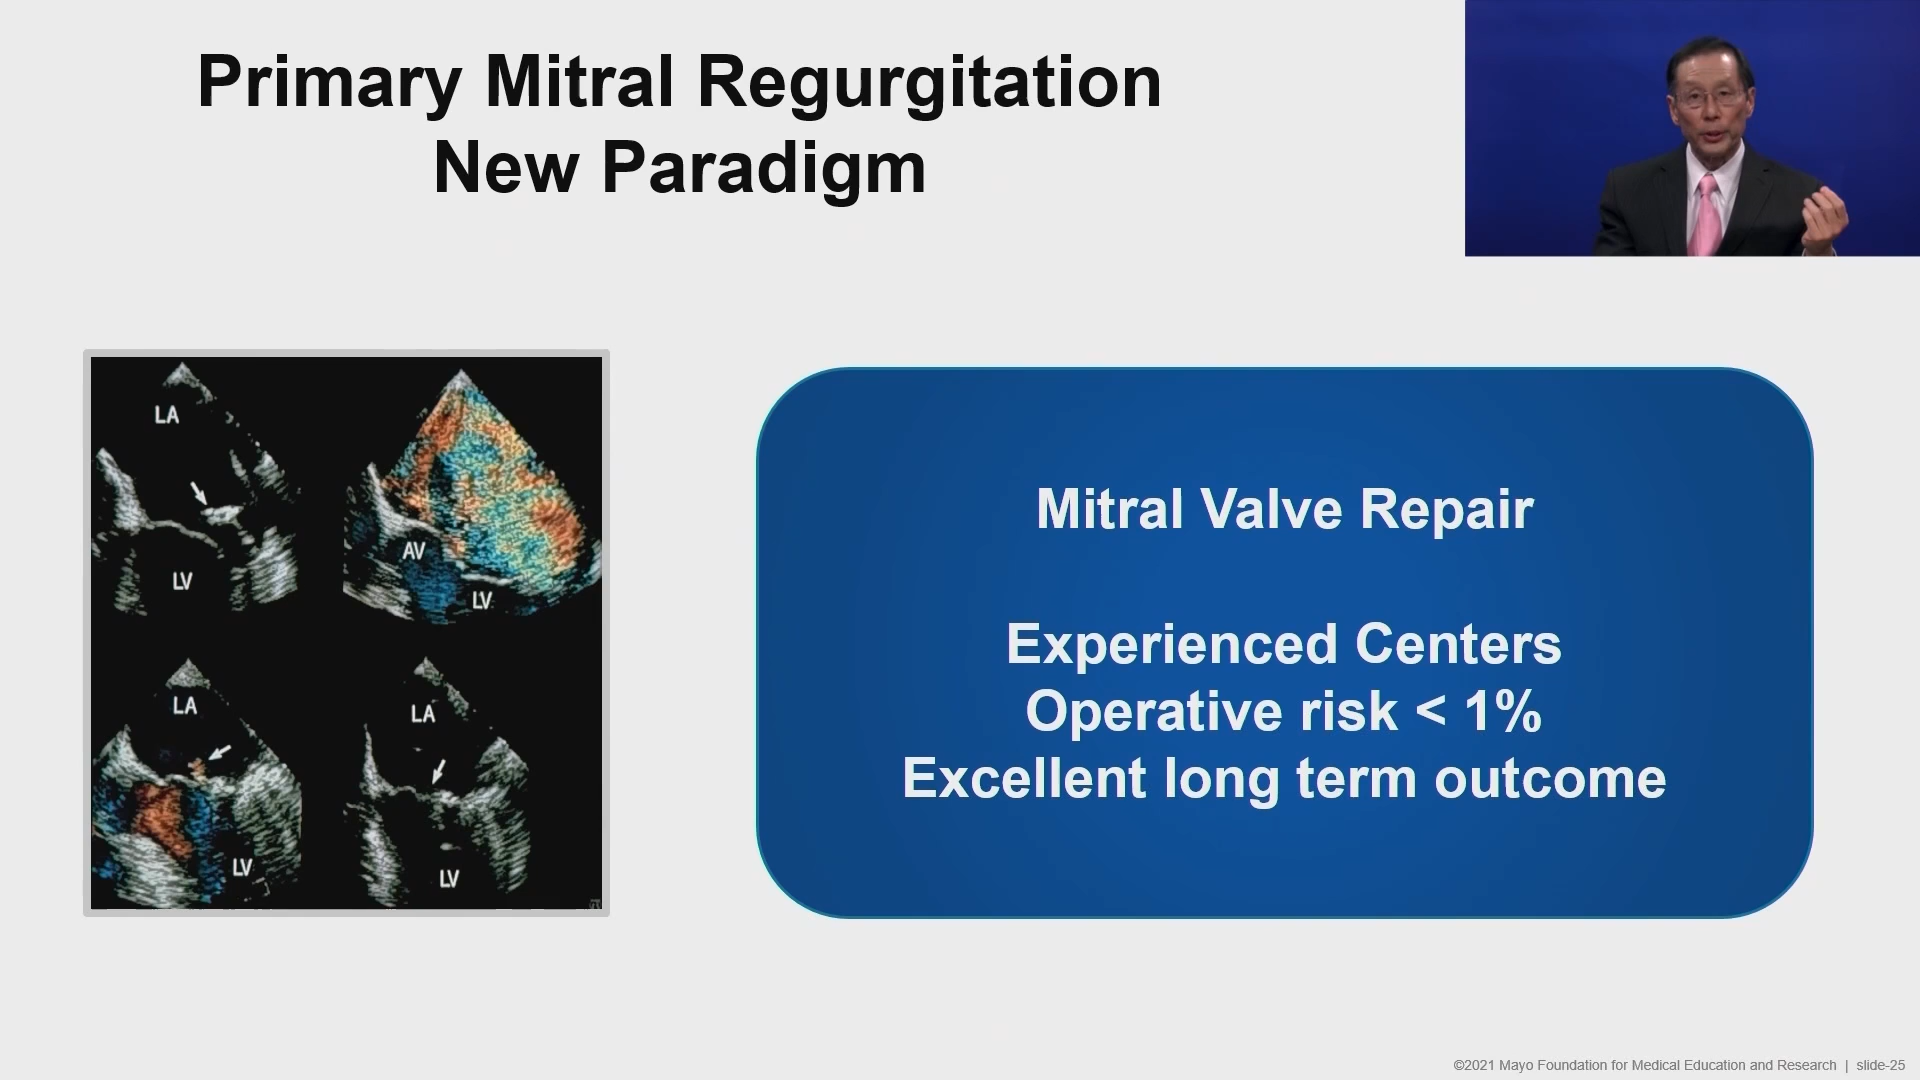 Primary Mitral Regurgitation
New Paradigm
LA
LV
AV
LV
LA
LV
LA
LV
Mitral Valve Repair
Experienced Centers
Operative risk < 1%
Excellent long term outcome
©2021 Mayo Foundation for Medical Education and Research | slide-25